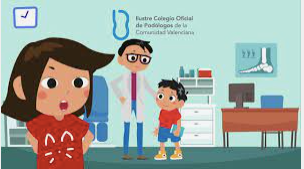 Ilustre Colegio Oficial
de Podólogos de la
Comunidad Valenciana